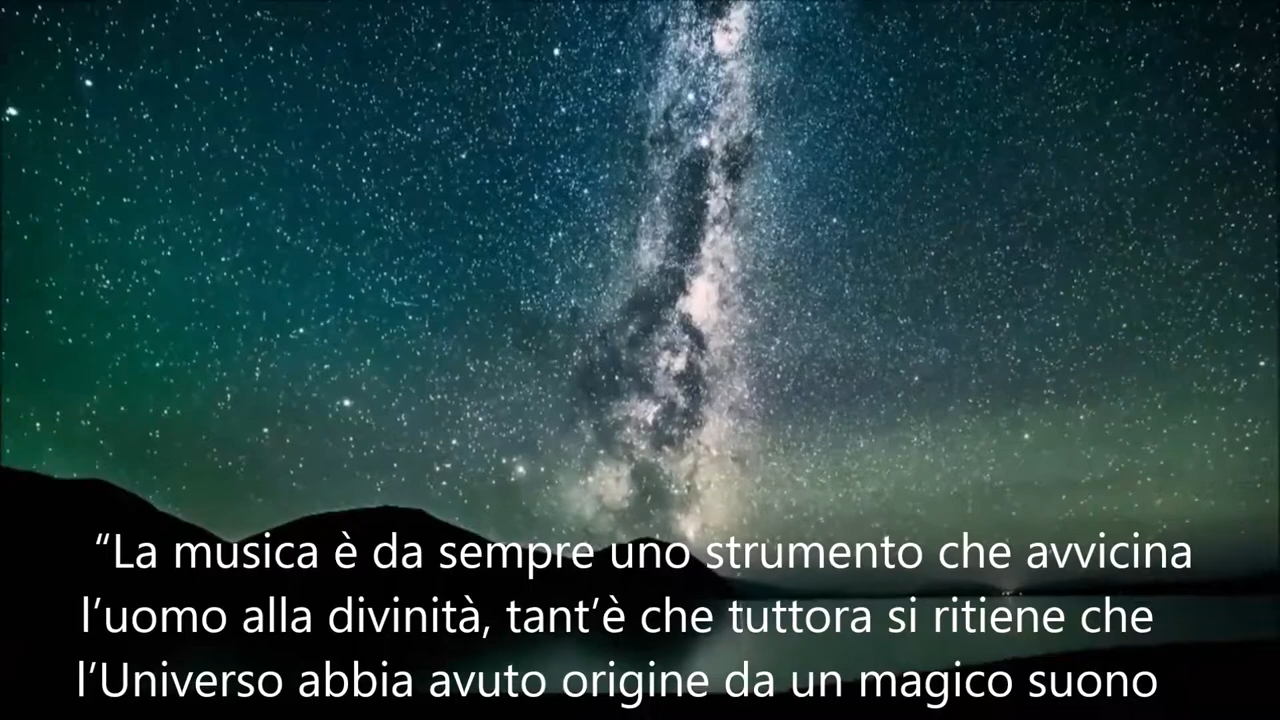 “La musica è da sempre uno strumento che avvicina
l’uomo alla divinità, tant’è che tuttora si ritiene che
l’Universo abbia avuto origine da un magico suono